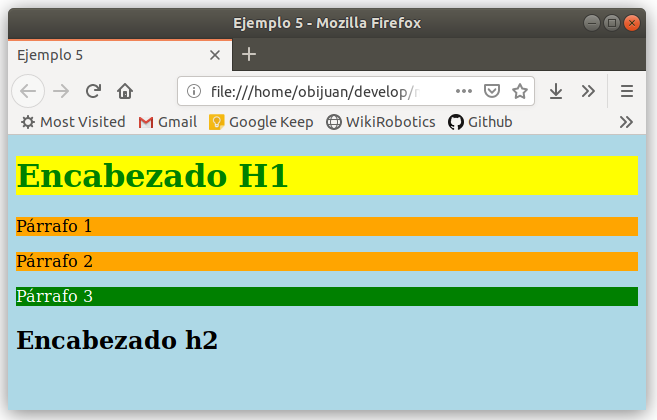 Ejemplo 5 - Mozilla Firefox
Ejemplo 5
file:///home/obijuan/develop/
Most Visited Gmail Google Keep WikiRobotics Github
Encabezado H1
Párrafo 1
Párrafo 2
Párrafo 3
Encabezado h2